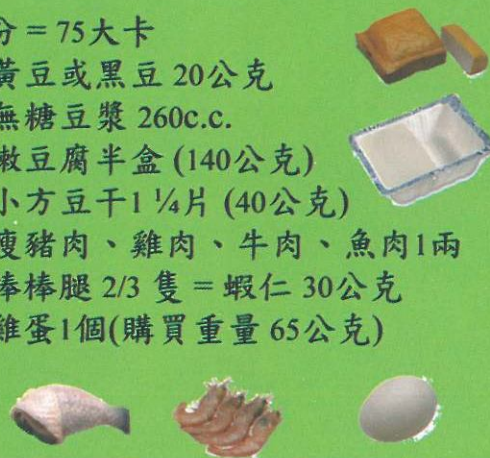 分 = 75大卡
黃豆或黑豆 20公克
無糖豆漿 260c.c.
嫩豆腐半盒 (140公克)
小方豆干1 ¼片 (40公克)
瘦豬肉、雞肉、牛肉、魚肉1兩
棒棒腿 2/3 隻 = 蝦仁 30公克
雞蛋1個(購買重量 65公克)